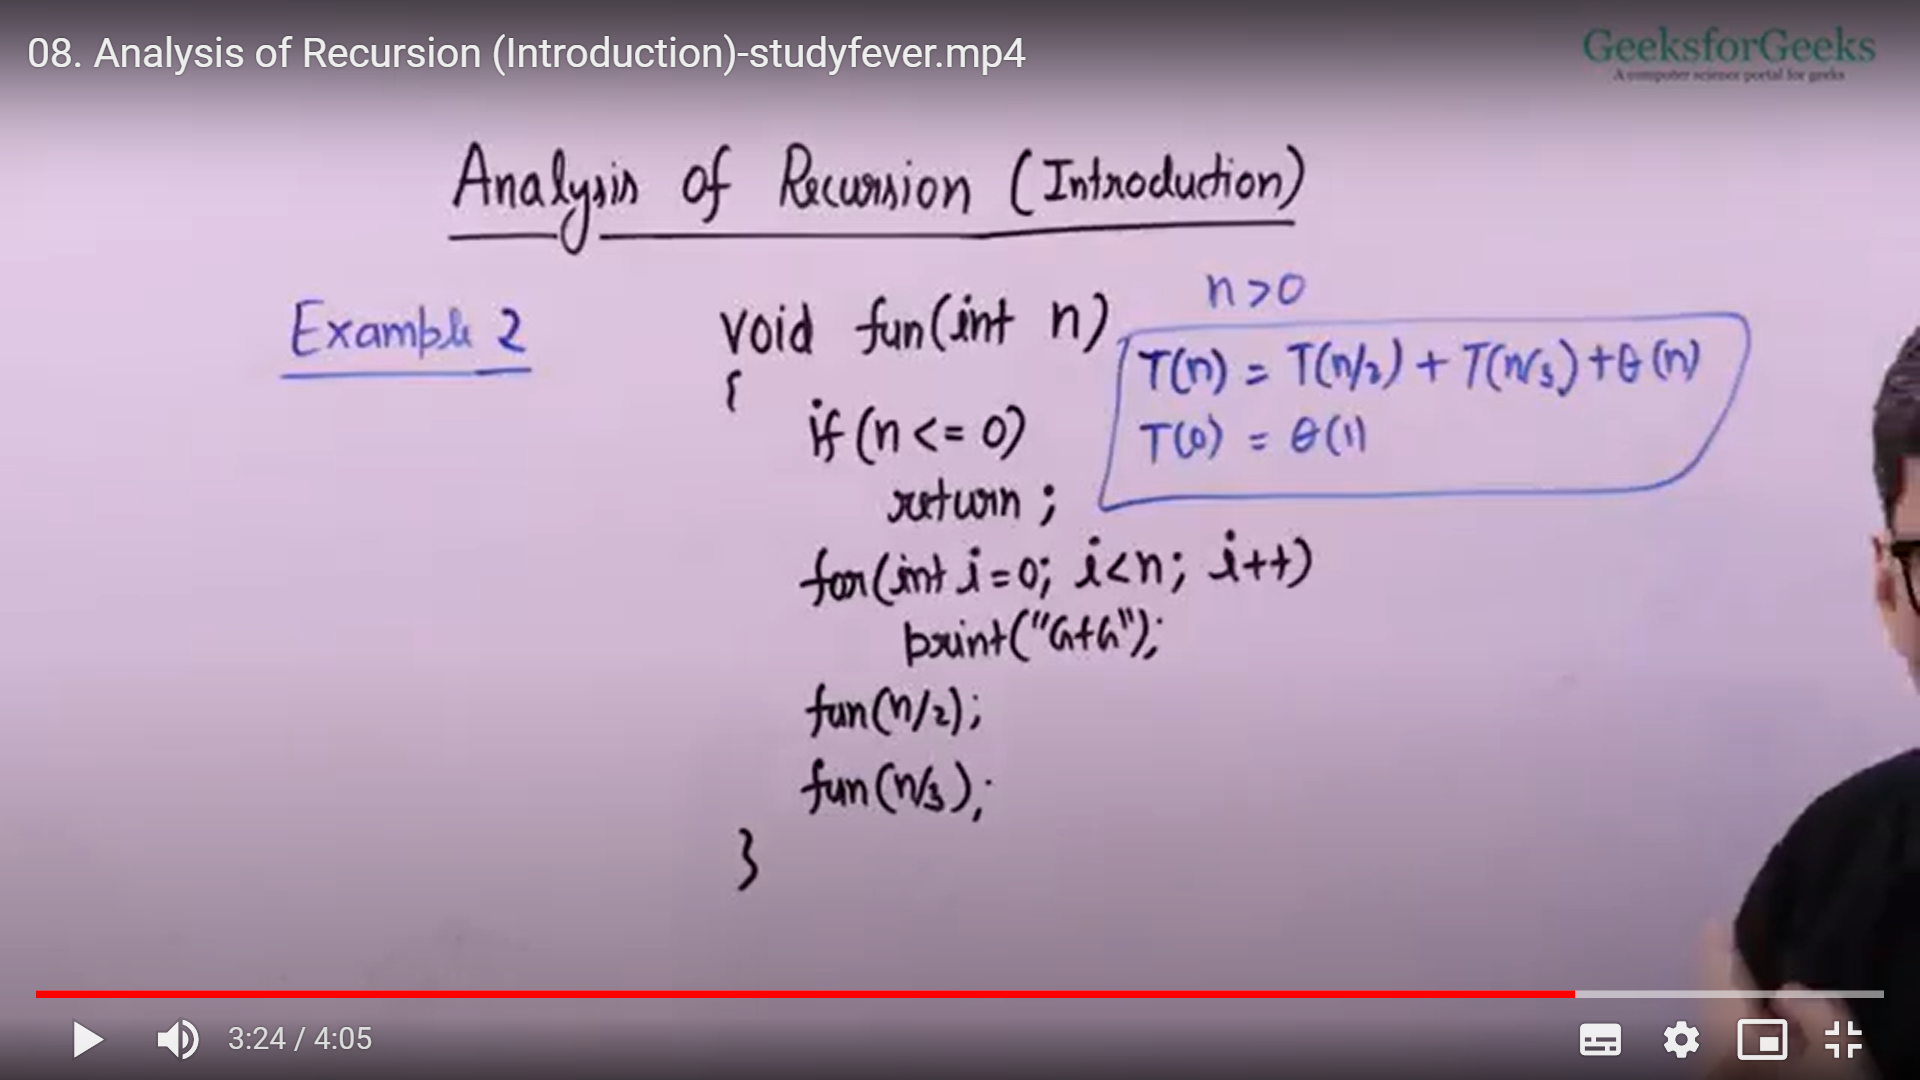 08. Analysis of Recursion (Introduction)-studyfever.mp4
GeeksforGeeks
A computer science portal for geeks
Analysis of Recursion (Introduction)
Example 2
void fun(int n)
{
if(n <= 0)
return;
for(int i=0; i<n; i++)
print("GfG");
fun(n/2);
fun(n/3);
}
n>0
T(n) = T(n/2) + T(n/3) + θ(n)
T(0) = θ(1)
3:24 / 4:05